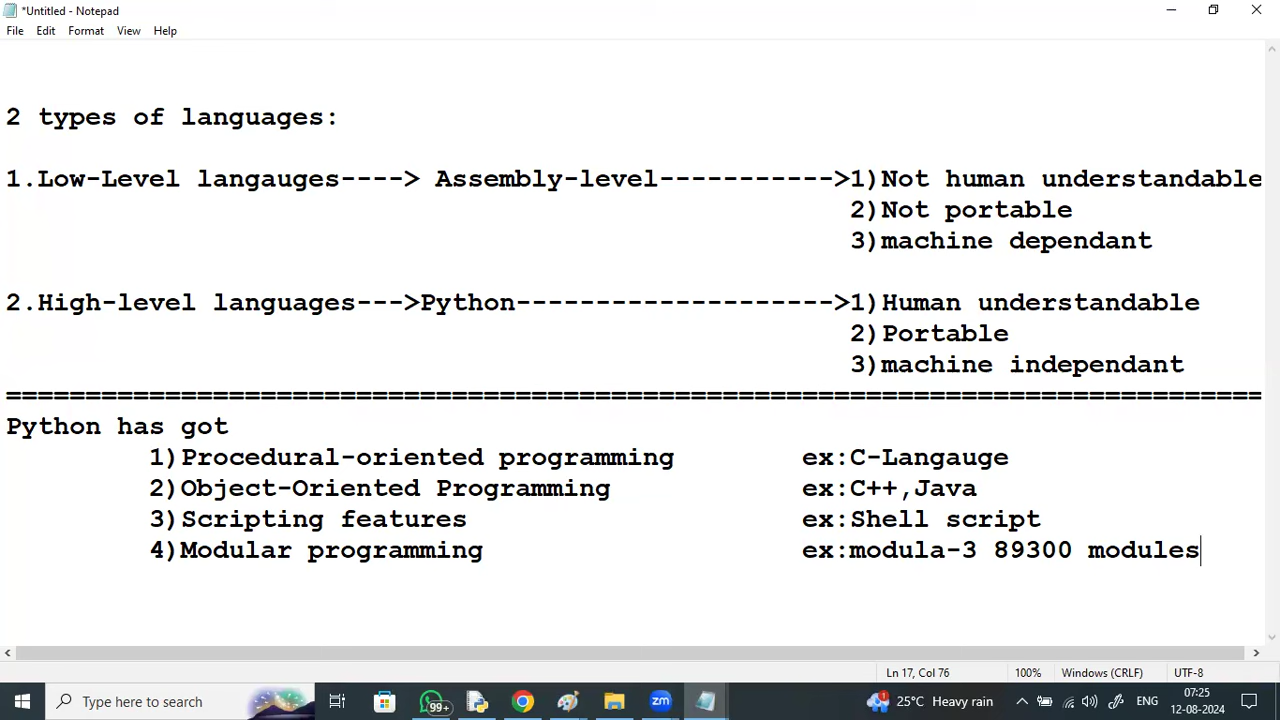 *Untitled - Notepad
File Edit Format View Help
2 types of languages:
1.Low-Level langauges----> Assembly-level----------->1)Not human understandable
2)Not portable
3)machine dependant
2.High-level languages--->Python-------------------->1)Human understandable
2)Portable
3)machine independant
===============================================================================
Python has got
1)Procedural-oriented programming ex:C-Langauge
2)Object-Oriented Programming ex:C++,Java
3)Scripting features ex:Shell script
4)Modular programming ex:modula-3 89300 modules
Ln 17, Col 76 100% Windows (CRLF) UTF-8
Type here to search 99+ zm 1 25°C Heavy rain ENG 07:25
12-08-2024